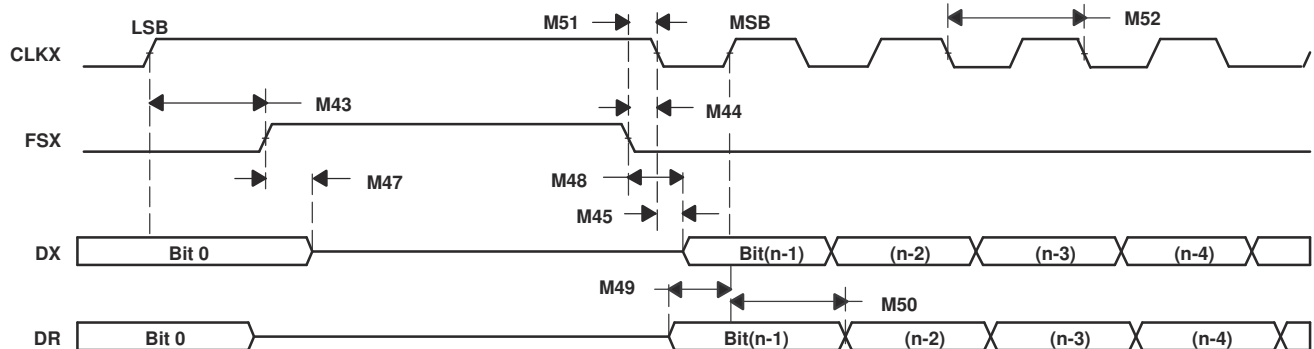 LSB M51 MSB M52
CLKX
M43 M44
FSX
M47 M48
M45
DX Bit 0 Bit(n-1) (n-2) (n-3) (n-4)
M49 M50
DR Bit 0 Bit(n-1) (n-2) (n-3) (n-4)